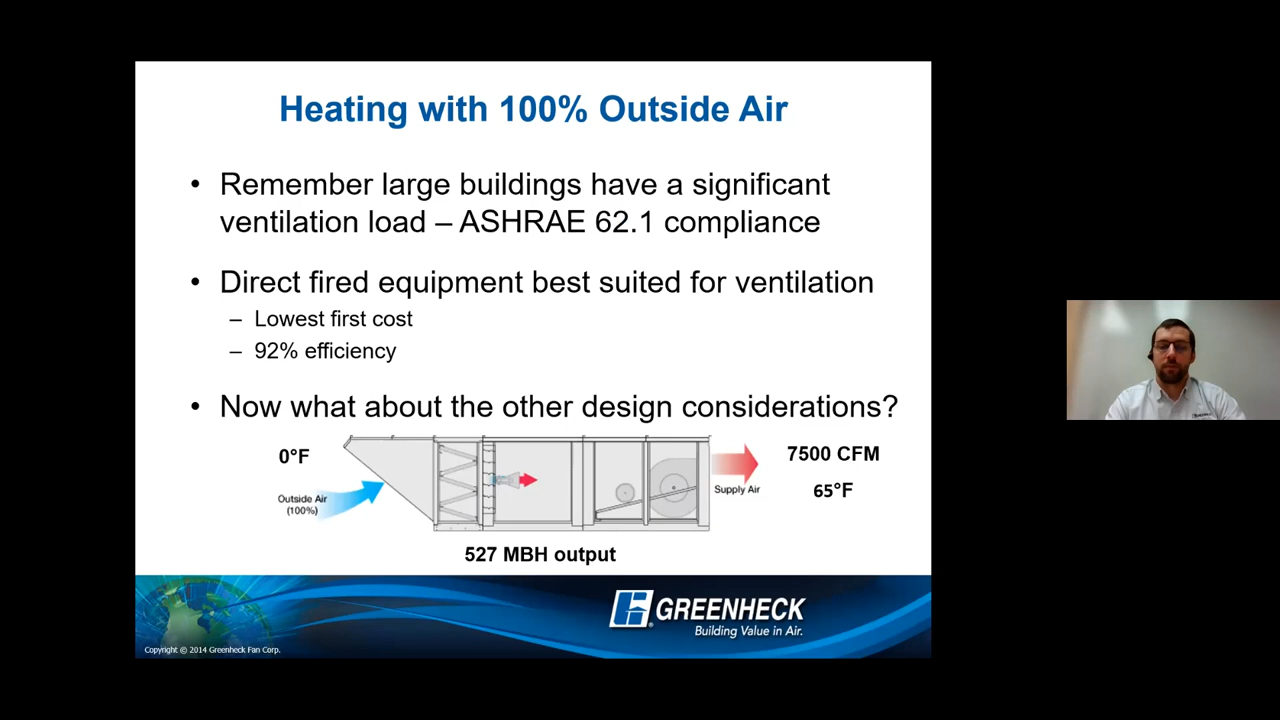 Heating with 100% Outside Air
• Remember large buildings have a significant
ventilation load – ASHRAE 62.1 compliance
• Direct fired equipment best suited for ventilation
– Lowest first cost
– 92% efficiency
• Now what about the other design considerations?
0°F
Outside Air
(100%)
7500 CFM
Supply Air
65°F
527 MBH output
GREENHECK
Building Value in Air.
Copyright © 2014 Greenheck Fan Corp.